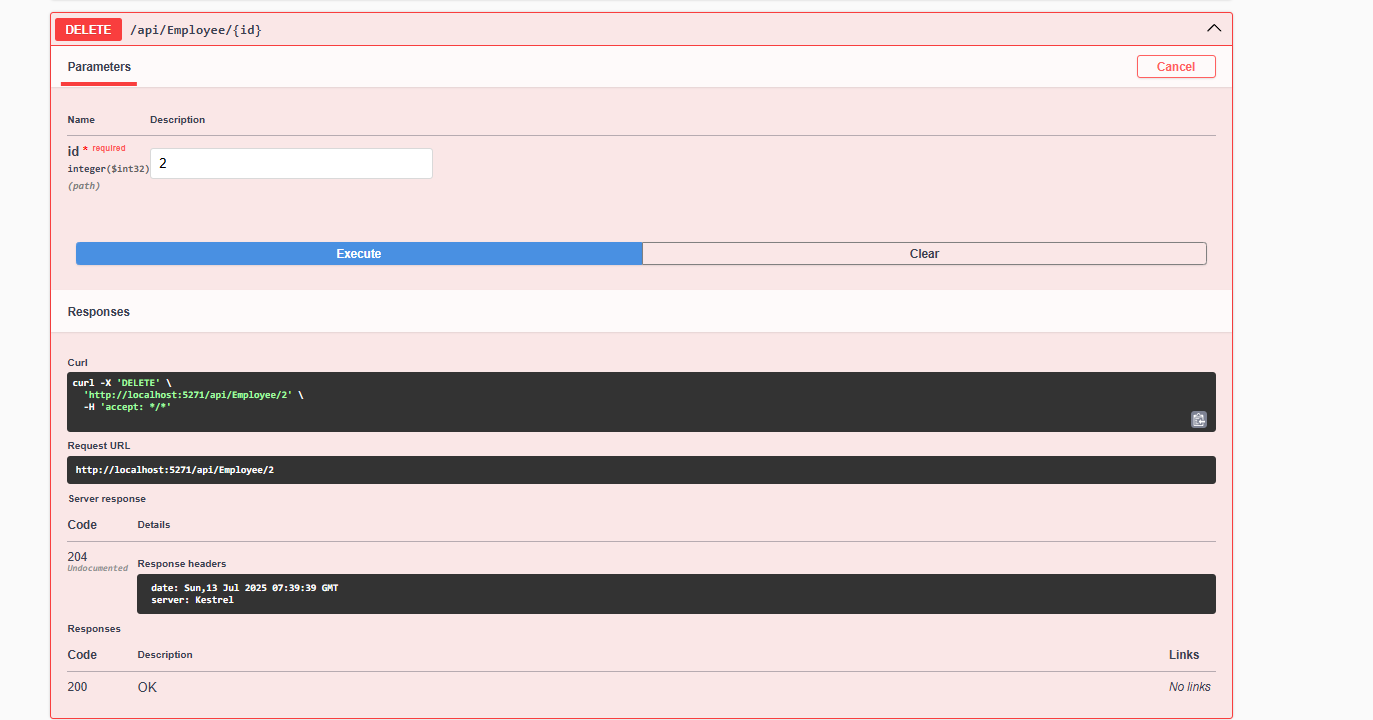 DELETE /api/Employee/{id}
Parameters
Cancel
Name Description
id * required
integer($int32)
(path)
2
Execute Clear
Responses
Curl
curl -X 'DELETE' \
'http://localhost:5271/api/Employee/2' \
-H 'accept: */*'
Request URL
http://localhost:5271/api/Employee/2
Server response
Code Details
204
Undocumented
Response headers
date: Sun,13 Jul 2025 07:39:39 GMT
server: Kestrel
Responses
Code Description Links
200 OK No links